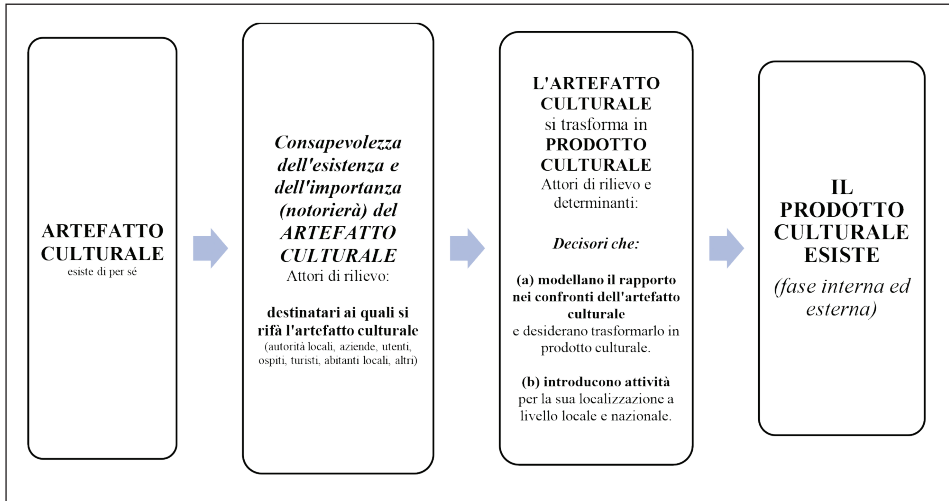 ARTEFATTO
CULTURALE
esiste di per sé
Consapevolezza
dell'esistenza e
dell'importanza
(notorierà) del
ARTEFATTO
CULTURALE
Attori di rilievo:
destinatari ai quali si
rifà l'artefatto culturale
(autorità locali, aziende, utenti,
ospiti, turisti, abitanti locali, altri)
L'ARTEFATTO
CULTURALE
si trasforma in
PRODOTTO
CULTURALE
Attori di rilievo e
determinanti:
Decisori che:
(a) modellano il rapporto
nei confronti dell'artefatto
culturale
e desiderano trasformarlo in
prodotto culturale.
(b) introducono attività
per la sua localizzazione a
livello locale e nazionale.
IL
PRODOTTO
CULTURALE
ESISTE
(fase interna ed
esterna)